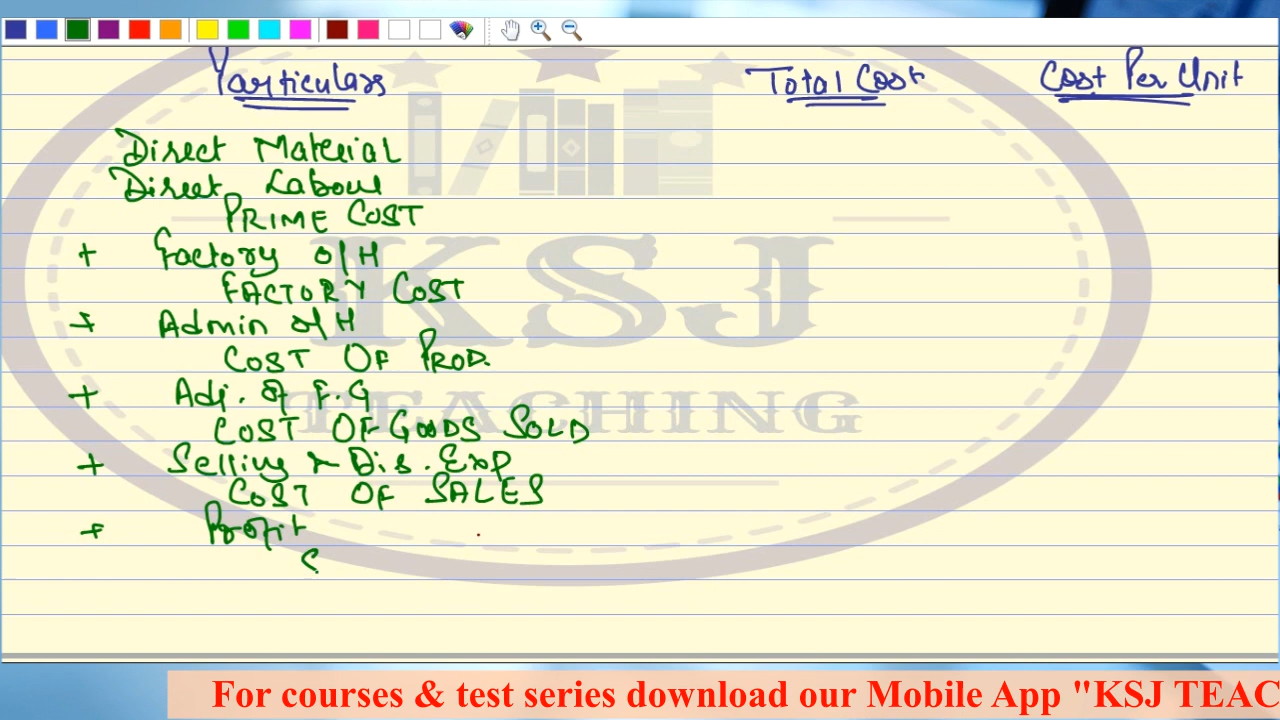 Particulars Total Cost Cost Per Unit
Direct Material
Direct Labour
PRIME COST
+ Factory o/H
FACTORY COST
+ Admin o/H
COST OF PROD.
+ Adj. of F.G
COST OF GOODS SOLD
+ Selling & Dis. Exp
COST OF SALES
+ Profit
S
KSJ
TEACHING
For courses & test series download our Mobile App "KSJ TEAC